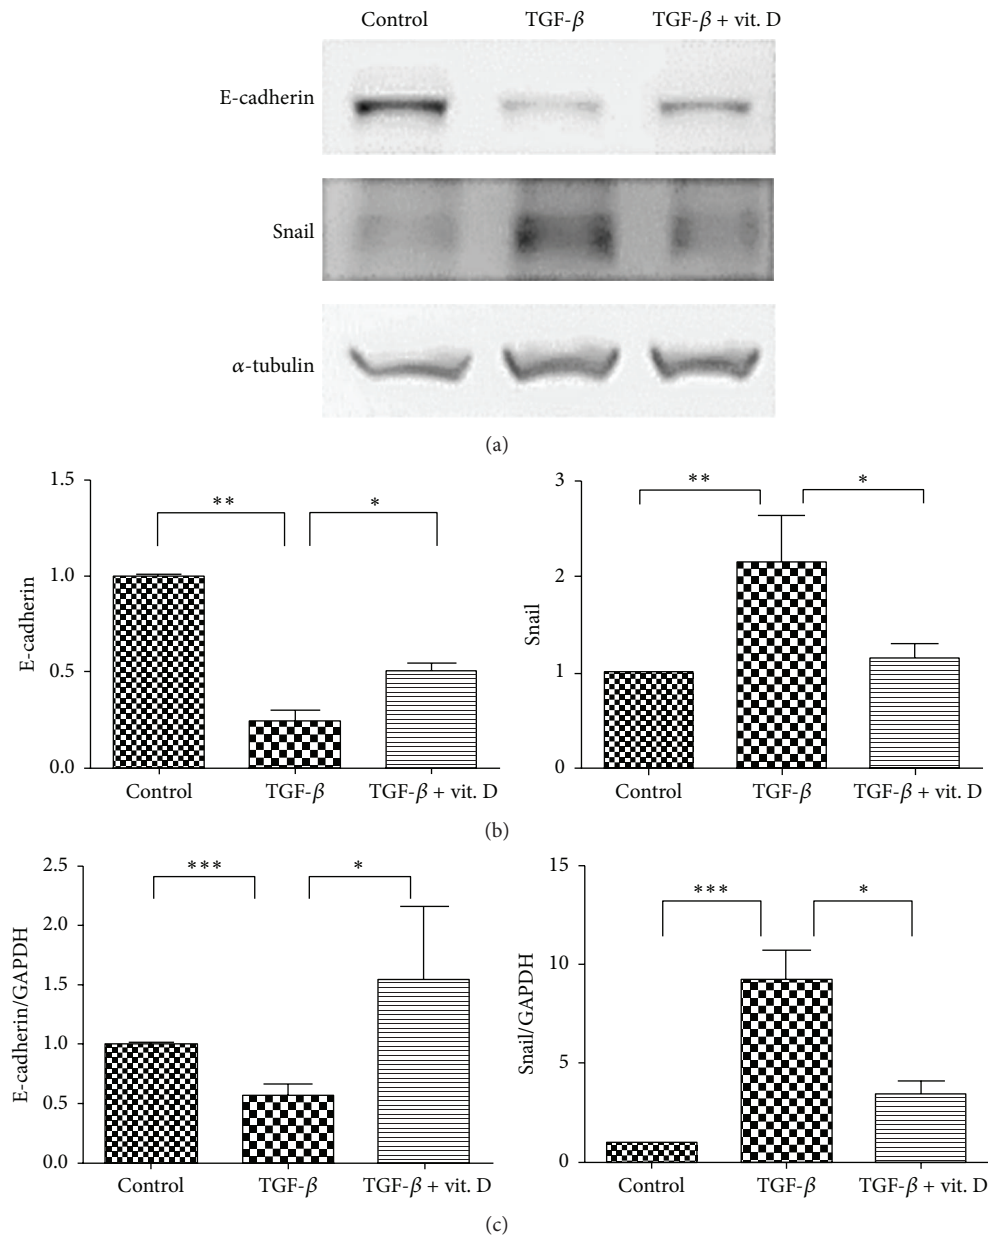 Control TGF-β TGF-β + vit. D
E-cadherin
Snail
α-tubulin
(a)
1.5
1.0
0.5
0.0
E-cadherin
** *
Control TGF-β TGF-β + vit. D
3
2
1
0
Snail
** *
Control TGF-β TGF-β + vit. D
(b)
2.5
2.0
1.5
1.0
0.5
0.0
E-cadherin/GAPDH
*** *
Control TGF-β TGF-β + vit. D
15
10
5
0
Snail/GAPDH
*** *
Control TGF-β TGF-β + vit. D
(c)